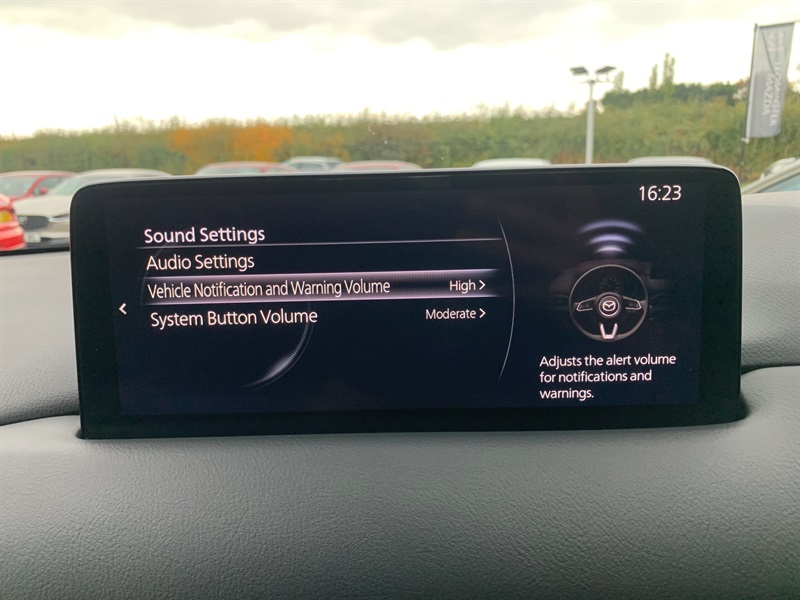 16:23
Sound Settings
Audio Settings
Vehicle Notification and Warning Volume High >
System Button Volume Moderate >
<
Adjusts the alert volume
for notifications and
warnings.
MAZDA